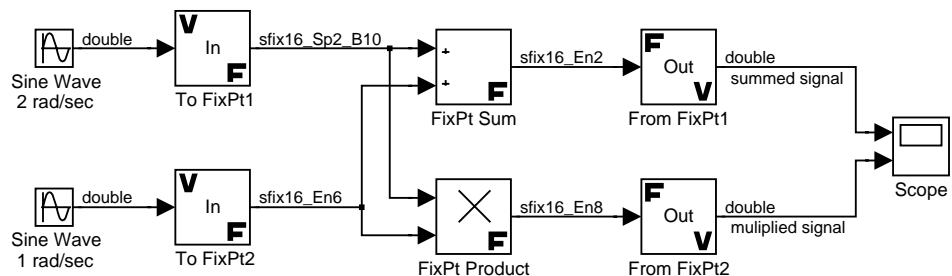 double
V
In
F
sfix16_Sp2_B10
+
+
F
sfix16_En2
F
Out
V
double
summed signal
Sine Wave
2 rad/sec
To FixPt1
FixPt Sum
From FixPt1
double
V
In
F
sfix16_En6
F
sfix16_En8
F
Out
V
double
muliplied signal
Scope
Sine Wave
1 rad/sec
To FixPt2
FixPt Product
From FixPt2